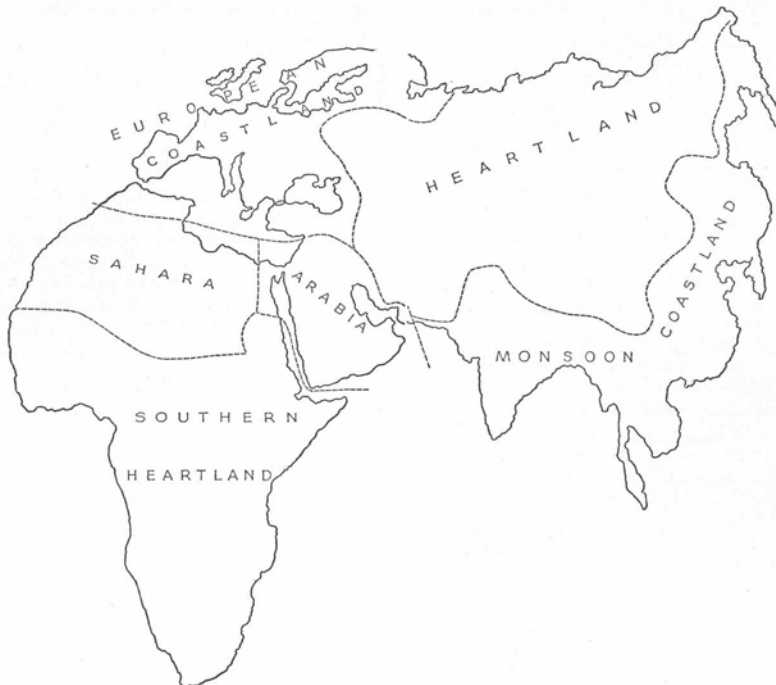 EUROPEAN
COASTLAND
HEARTLAND
SAHARA
ARABIA
MONSOON
COASTLAND
SOUTHERN
HEARTLAND